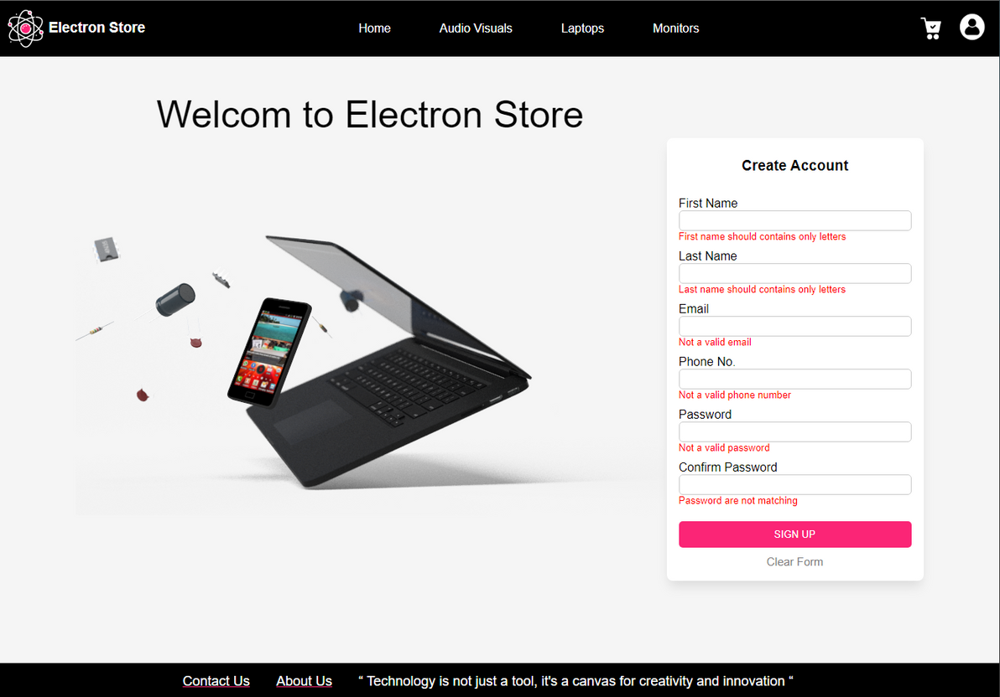 Electron Store
Home
Audio Visuals
Laptops
Monitors
Welcom to Electron Store
Create Account
First Name
First name should contains only letters
Last Name
Last name should contains only letters
Email
Not a valid email
Phone No.
Not a valid phone number
Password
Not a valid password
Confirm Password
Password are not matching
SIGN UP
Clear Form
Contact Us
About Us
“ Technology is not just a tool, it's a canvas for creativity and innovation “